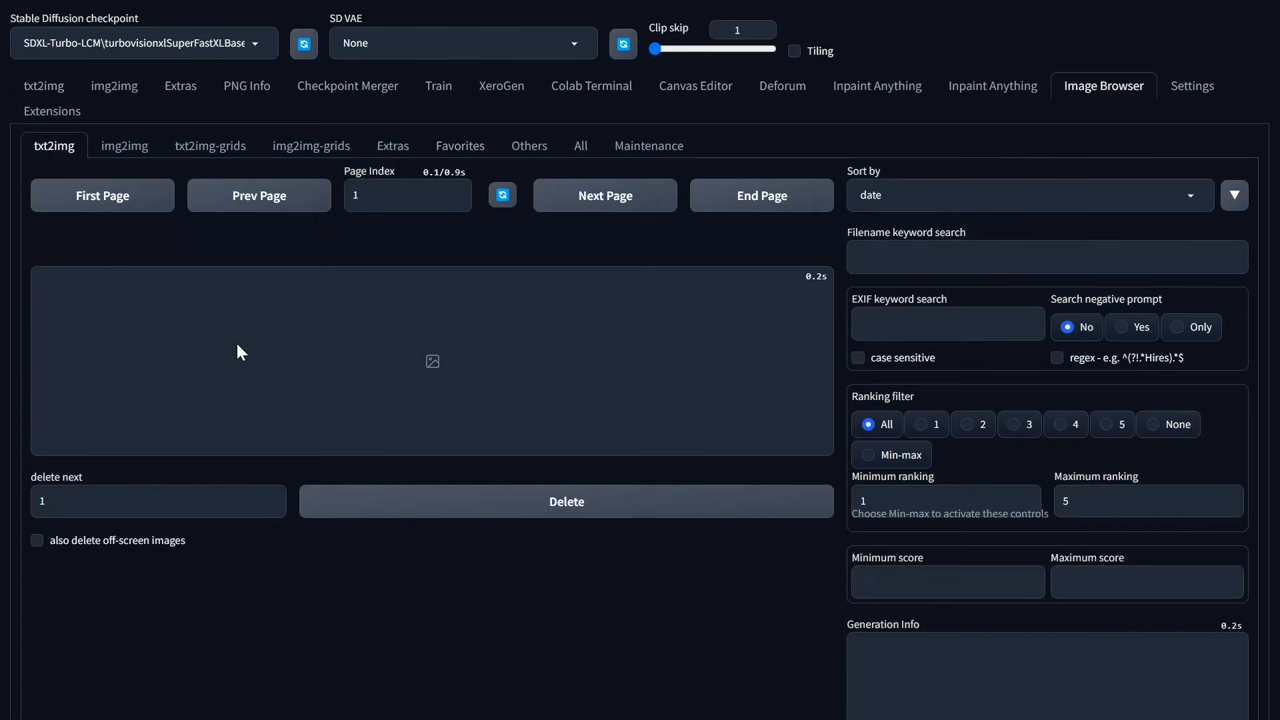 Stable Diffusion checkpoint
SD VAE
Clip skip
1
SDXL-Turbo-LCM\turbovisionxlSuperFastXLBase
None
Tiling
txt2img
img2img
Extras
PNG Info
Checkpoint Merger
Train
XeroGen
Colab Terminal
Canvas Editor
Deforum
Inpaint Anything
Inpaint Anything
Image Browser
Settings
Extensions
txt2img
img2img
txt2img-grids
img2img-grids
Extras
Favorites
Others
All
Maintenance
First Page
Prev Page
Page Index
0.1/0.9s
1
Next Page
End Page
Sort by
date
Filename keyword search
0.2s
EXIF keyword search
Search negative prompt
No
Yes
Only
case sensitive
regex - e.g. ^(?!.*Hires).*$
Ranking filter
All
1
2
3
4
5
None
Min-max
Minimum ranking
Maximum ranking
1
5
Choose Min-max to activate these controls
delete next
1
Delete
also delete off-screen images
Minimum score
Maximum score
Generation Info
0.2s